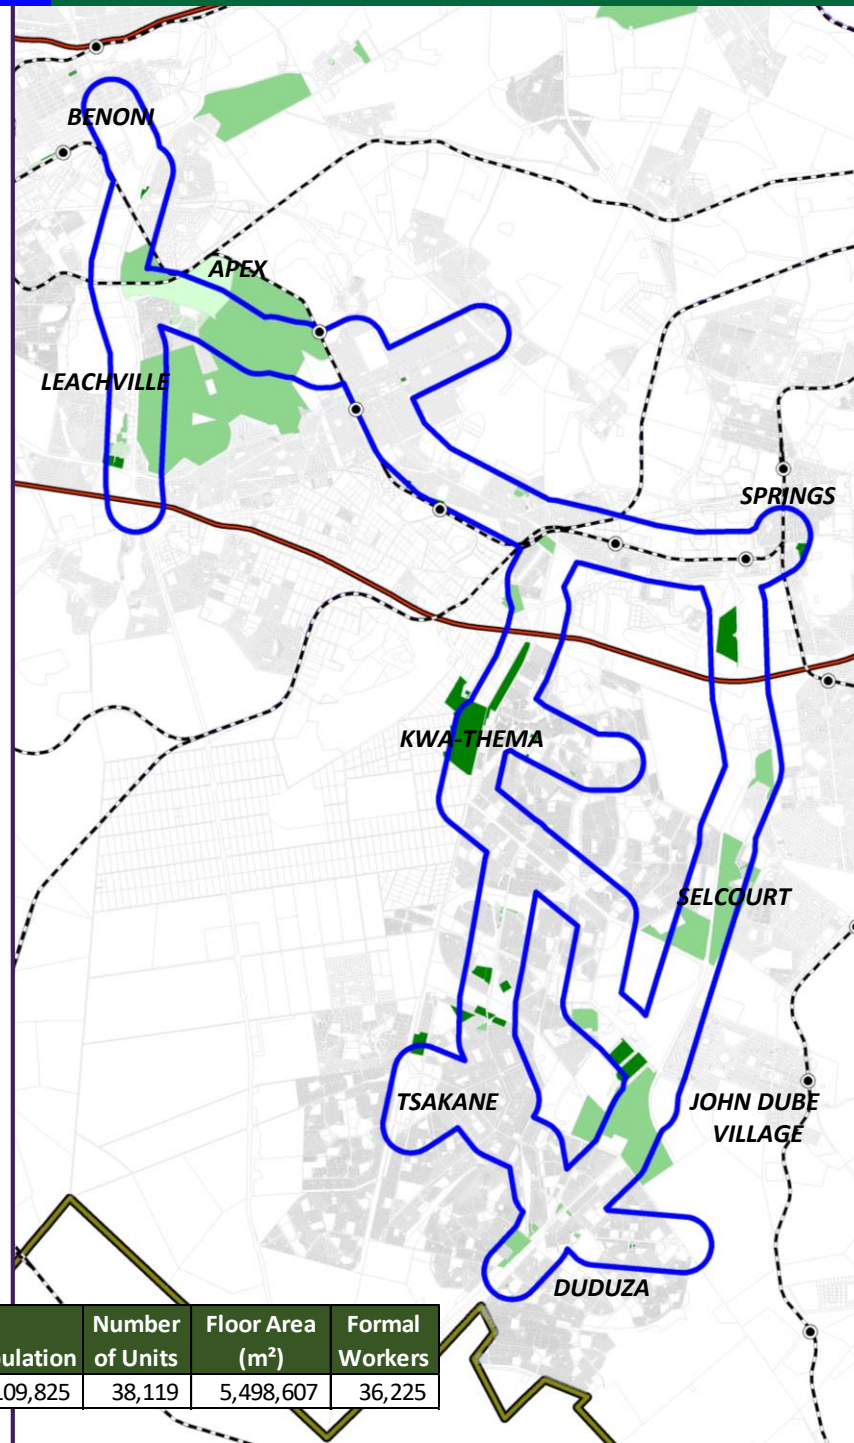 BENONI
APEX
LEACHVILLE
SPRINGS
KWA-THEMA
SELCOURT
TSAKANE
JOHN DUBE
VILLAGE
DUDUZA
Number Floor Area Formal
of Units (m²) Workers
38,119 5,498,607 36,225